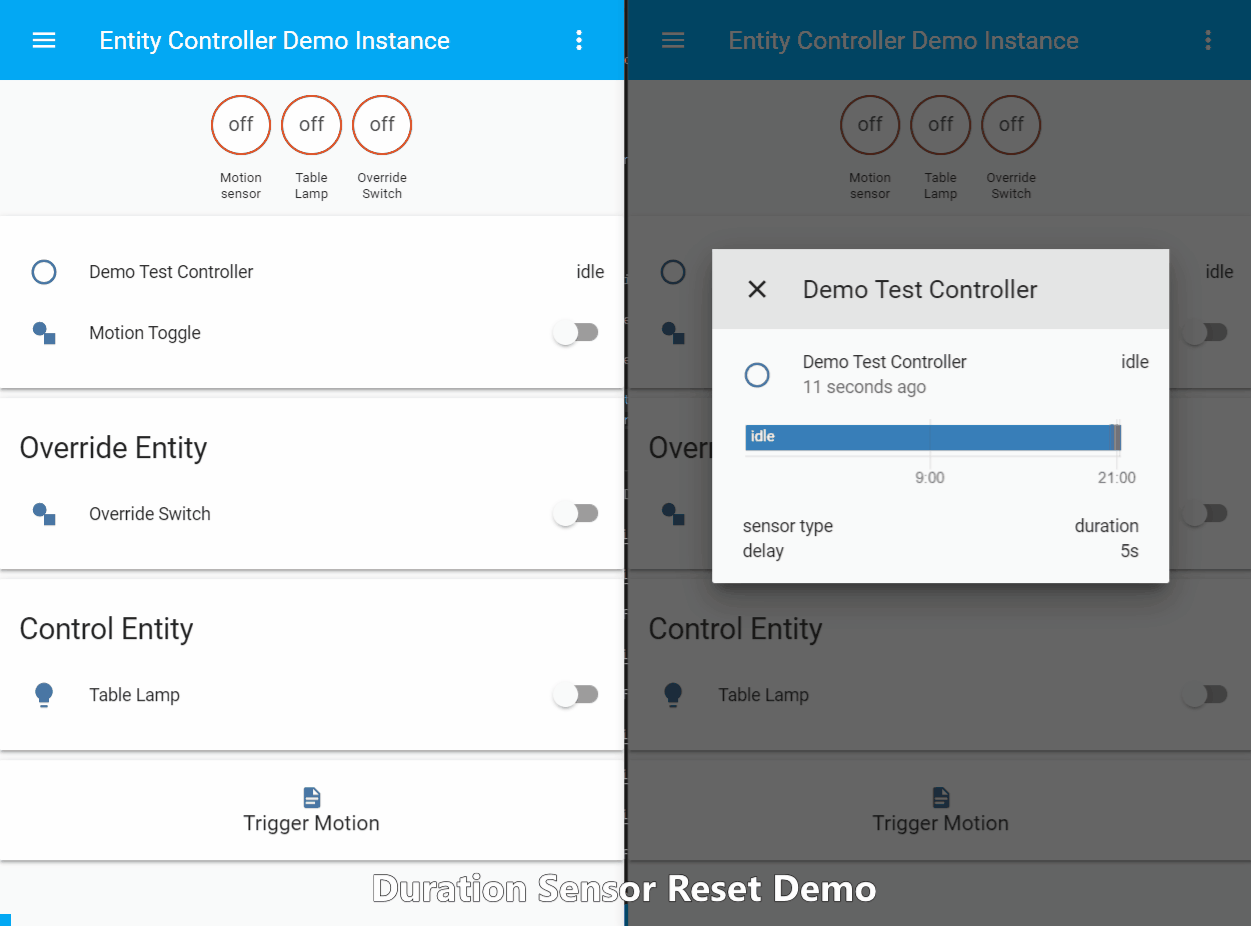 Entity Controller Demo Instance
off off off
Motion sensor
Table Lamp
Override Switch
Demo Test Controller idle
Motion Toggle
Override Entity
Override Switch
Control Entity
Table Lamp
Trigger Motion
Entity Controller Demo Instance
off off off
Motion sensor
Table Lamp
Override Switch
idle
Demo Test Controller
Demo Test Controller idle
11 seconds ago
idle
9:00 21:00
sensor type duration
delay 5s
Overr
Control Entity
Table Lamp
Trigger Motion
Duration Sensor Reset Demo